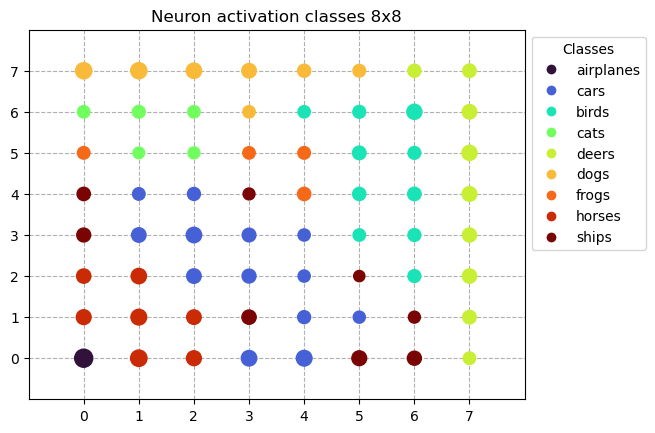 Neuron activation classes 8x8
Classes
airplanes
cars
birds
cats
deers
dogs
frogs
horses
ships
7
6
5
4
3
2
1
0
0 1 2 3 4 5 6 7